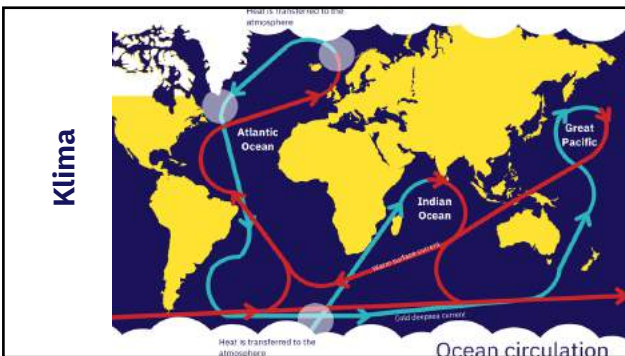 Klima
Heat is transferred to the
atmosphere
Atlantic
Ocean
Great
Pacific
Indian
Ocean
Warm surface current
Cold deepsea current
Heat is transferred to the
atmosphere
Ocean circulation